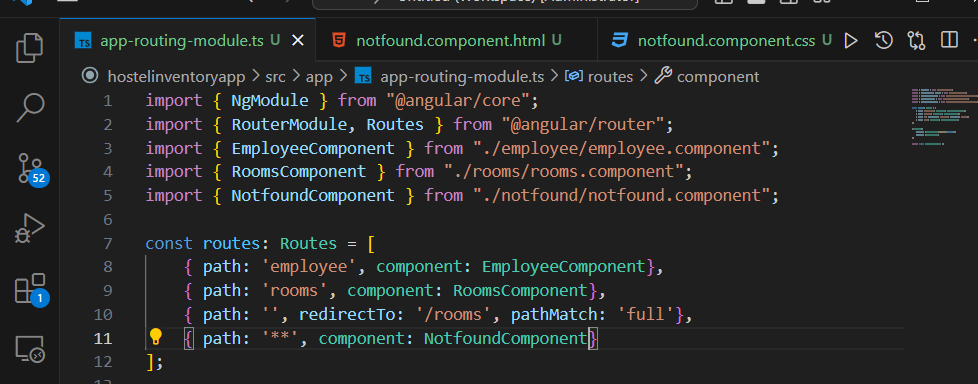 Untitled (Workspace) [Administrator]
TS app-routing-module.ts U
notfound.component.html U
notfound.component.css U
hostelinventoryapp > src > app > TS app-routing-module.ts > routes > component
1 import { NgModule } from "@angular/core";
2 import { RouterModule, Routes } from "@angular/router";
3 import { EmployeeComponent } from "./employee/employee.component";
4 import { RoomsComponent } from "./rooms/rooms.component";
5 import { NotfoundComponent } from "./notfound/notfound.component";
6
7 const routes: Routes = [
8 { path: 'employee', component: EmployeeComponent},
9 { path: 'rooms', component: RoomsComponent},
10 { path: '', redirectTo: '/rooms', pathMatch: 'full'},
11 { path: '**', component: NotfoundComponent}
12 ];
52
1